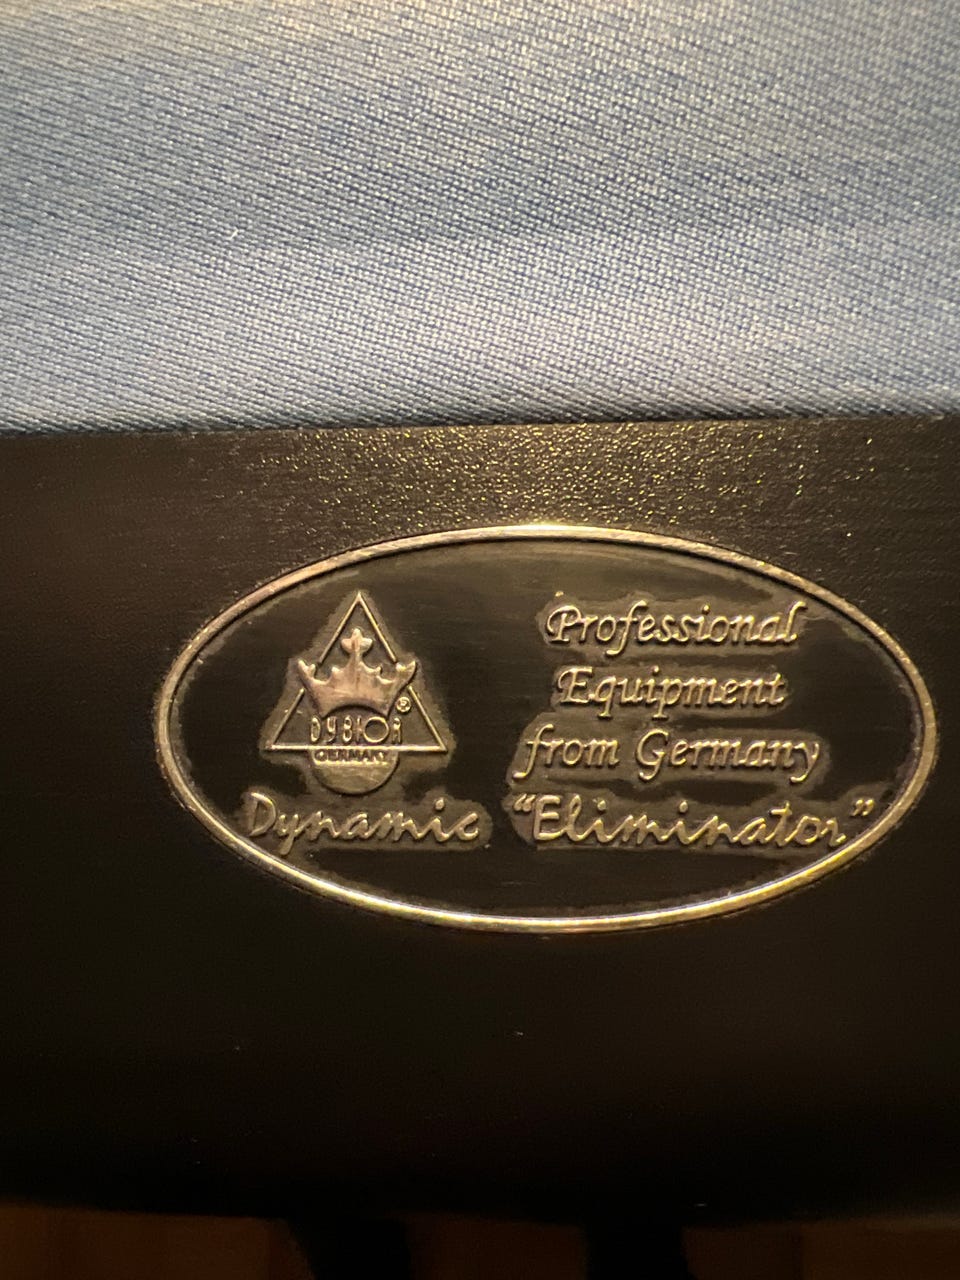 DYBIOR ®
GERMANY
Professional
Equipment
from Germany
Dynamic "Eliminator"